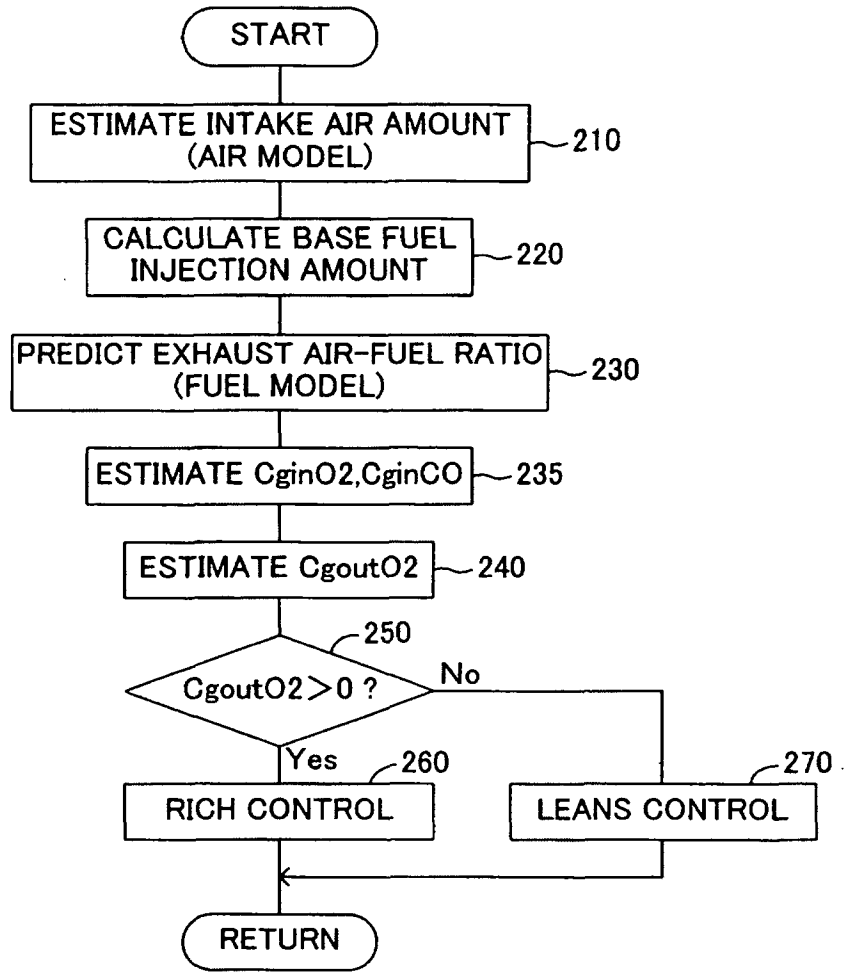 START
ESTIMATE INTAKE AIR AMOUNT
(AIR MODEL)
210
CALCULATE BASE FUEL
INJECTION AMOUNT
220
PREDICT EXHAUST AIR-FUEL RATIO
(FUEL MODEL)
230
ESTIMATE CginO2,CginCO
235
ESTIMATE CgoutO2
240
250
CgoutO2>0 ?
No
Yes
260
RICH CONTROL
270
LEANS CONTROL
RETURN